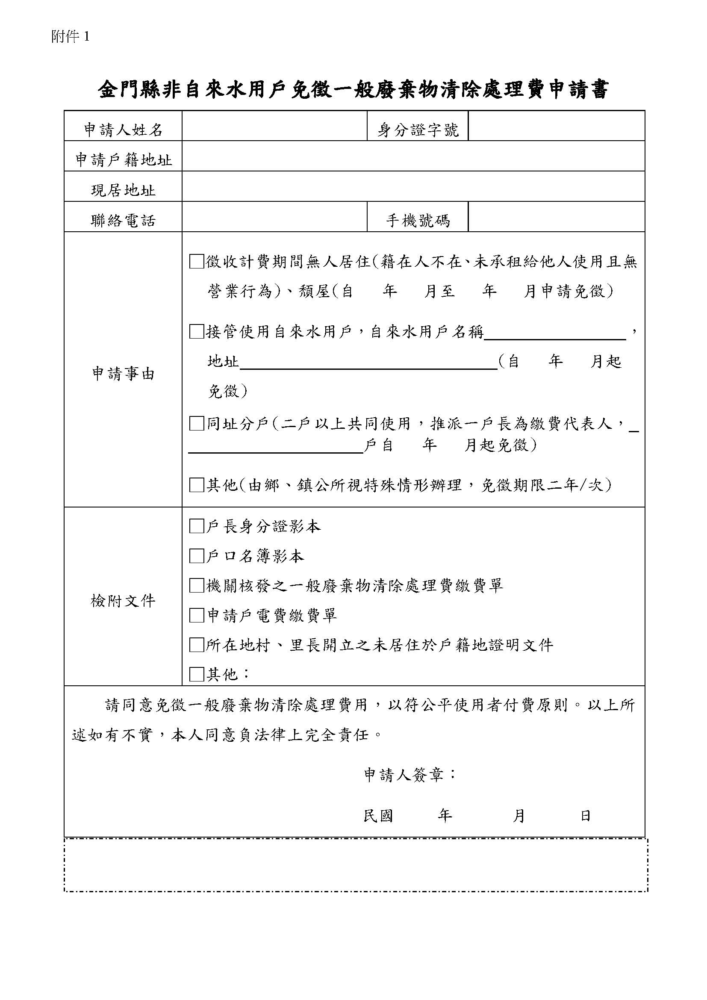 附件 1
金門縣非自來水用戶免徵一般廢棄物清除處理費申請書
申請人姓名 身分證字號
申請戶籍地址
現居地址
聯絡電話 手機號碼
申請事由
□徵收計費期間無人居住(籍在人不在、未承租給他人使用且無
營業行為)、頹屋(自 年 月至 年 月申請免徵)
□接管使用自來水用戶，自來水用戶名稱＿＿＿＿＿＿＿＿，
地址＿＿＿＿＿＿＿＿＿＿＿＿＿＿＿(自 年 月起
免徵)
□同址分戶(二戶以上共同使用，推派一戶長為繳費代表人，＿
＿＿＿＿＿＿＿＿＿＿戶自 年 月起免徵)
□其他(由鄉、鎮公所視特殊情形辦理，免徵期限二年/次)
檢附文件
□戶長身分證影本
□戶口名簿影本
□機關核發之一般廢棄物清除處理費繳費單
□申請戶電費繳費單
□所在地村、里長開立之未居住於戶籍地證明文件
□其他：
請同意免徵一般廢棄物清除處理費用，以符公平使用者付費原則。以上所
述如有不實，本人同意負法律上完全責任。
申請人簽章：
民國 年 月 日